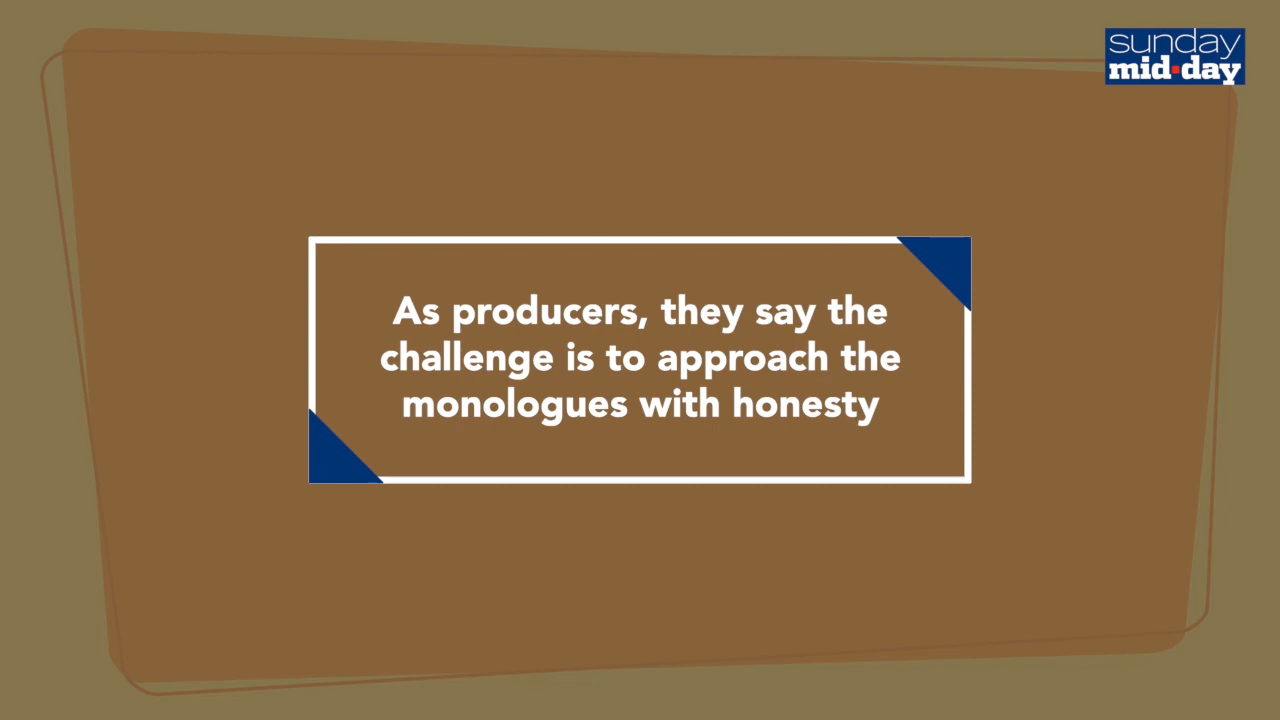 sunday
mid-day
As producers, they say the
challenge is to approach the
monologues with honesty